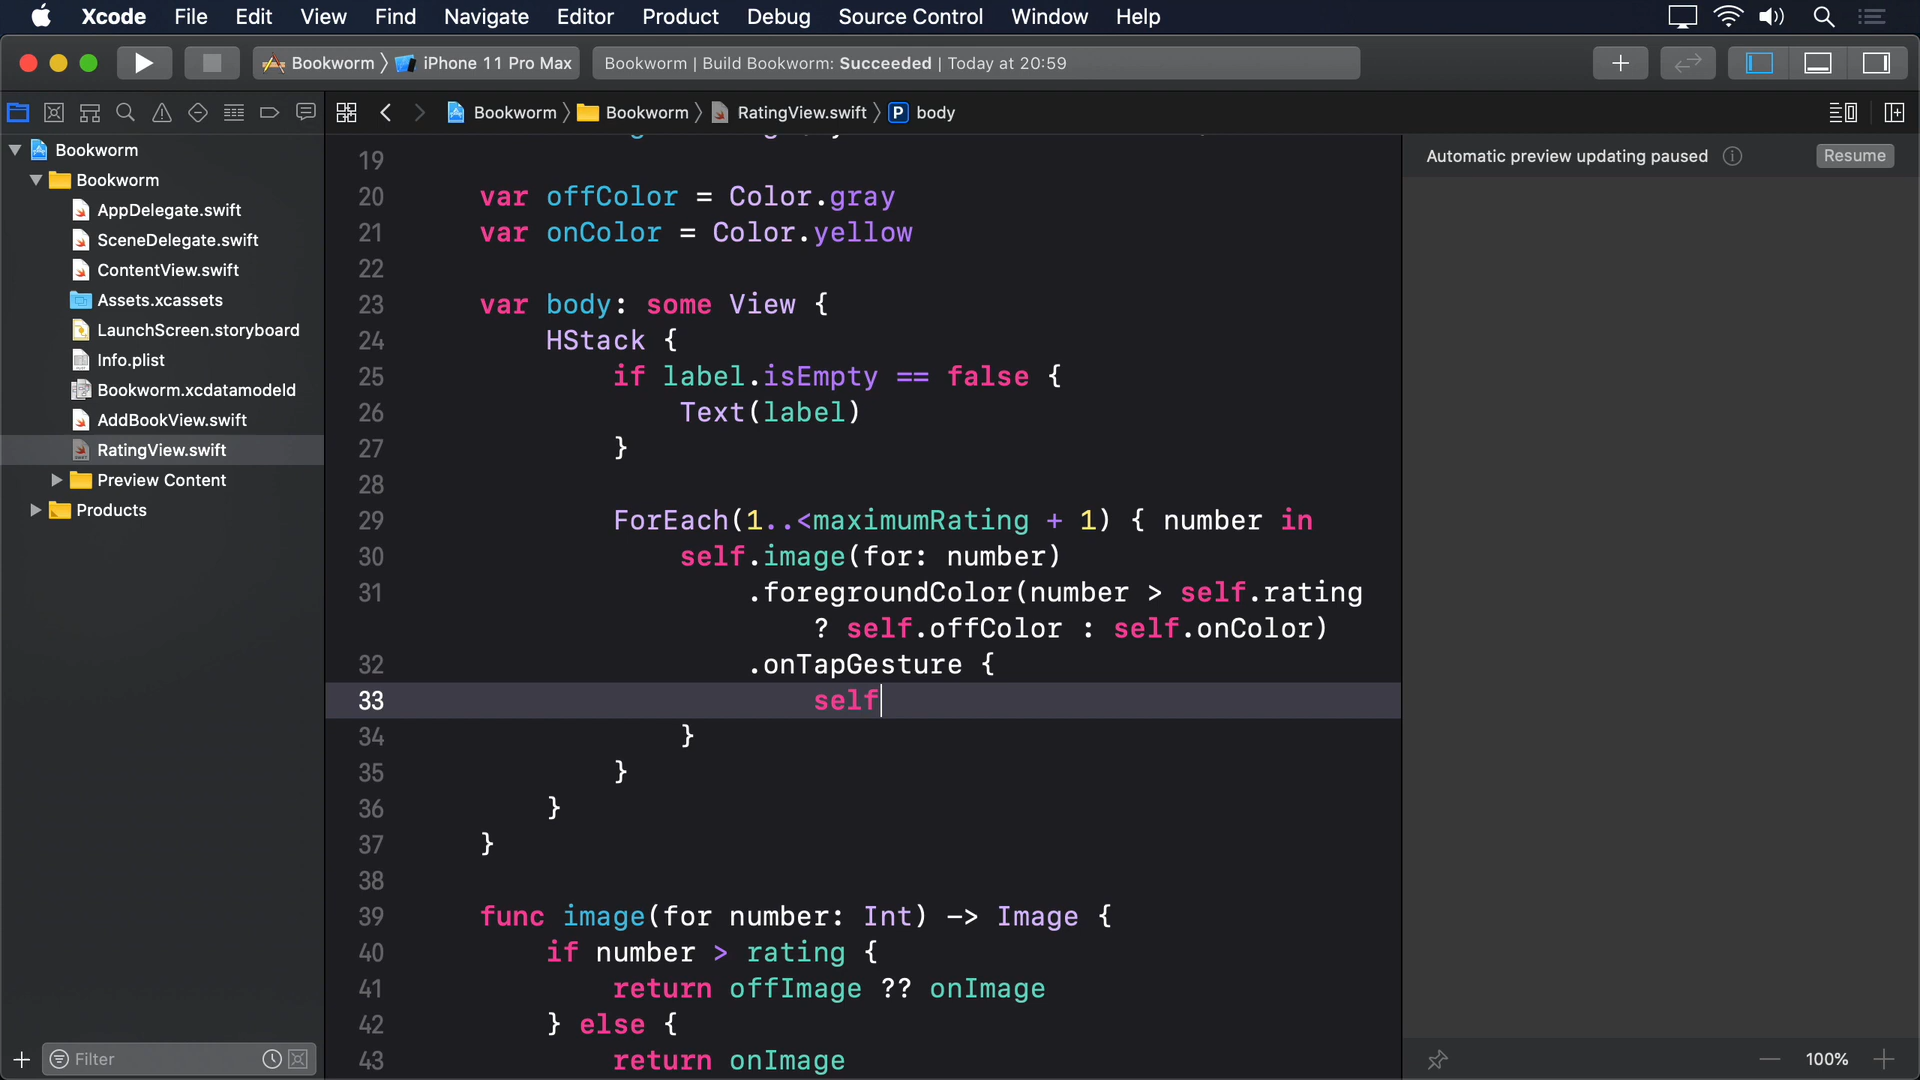 Xcode File Edit View Find Navigate Editor Product Debug Source Control Window Help
Bookworm iPhone 11 Pro Max Bookworm | Build Bookworm: Succeeded | Today at 20:59
Bookworm Bookworm RatingView.swift P body
Automatic preview updating paused Resume
Bookworm
Bookworm
AppDelegate.swift
SceneDelegate.swift
ContentView.swift
Assets.xcassets
LaunchScreen.storyboard
Info.plist
Bookworm.xcdatamodeld
AddBookView.swift
RatingView.swift
Preview Content
Products
19
20 var offColor = Color.gray
21 var onColor = Color.yellow
22
23 var body: some View {
24 HStack {
25 if label.isEmpty == false {
26 Text(label)
27 }
28
29 ForEach(1..<maximumRating + 1) { number in
30 self.image(for: number)
31 .foregroundColor(number > self.rating
? self.offColor : self.onColor)
32 .onTapGesture {
33 self
34 }
35 }
36 }
37 }
38
39 func image(for number: Int) -> Image {
40 if number > rating {
41 return offImage ?? onImage
42 } else {
43 return onImage
Filter
100%